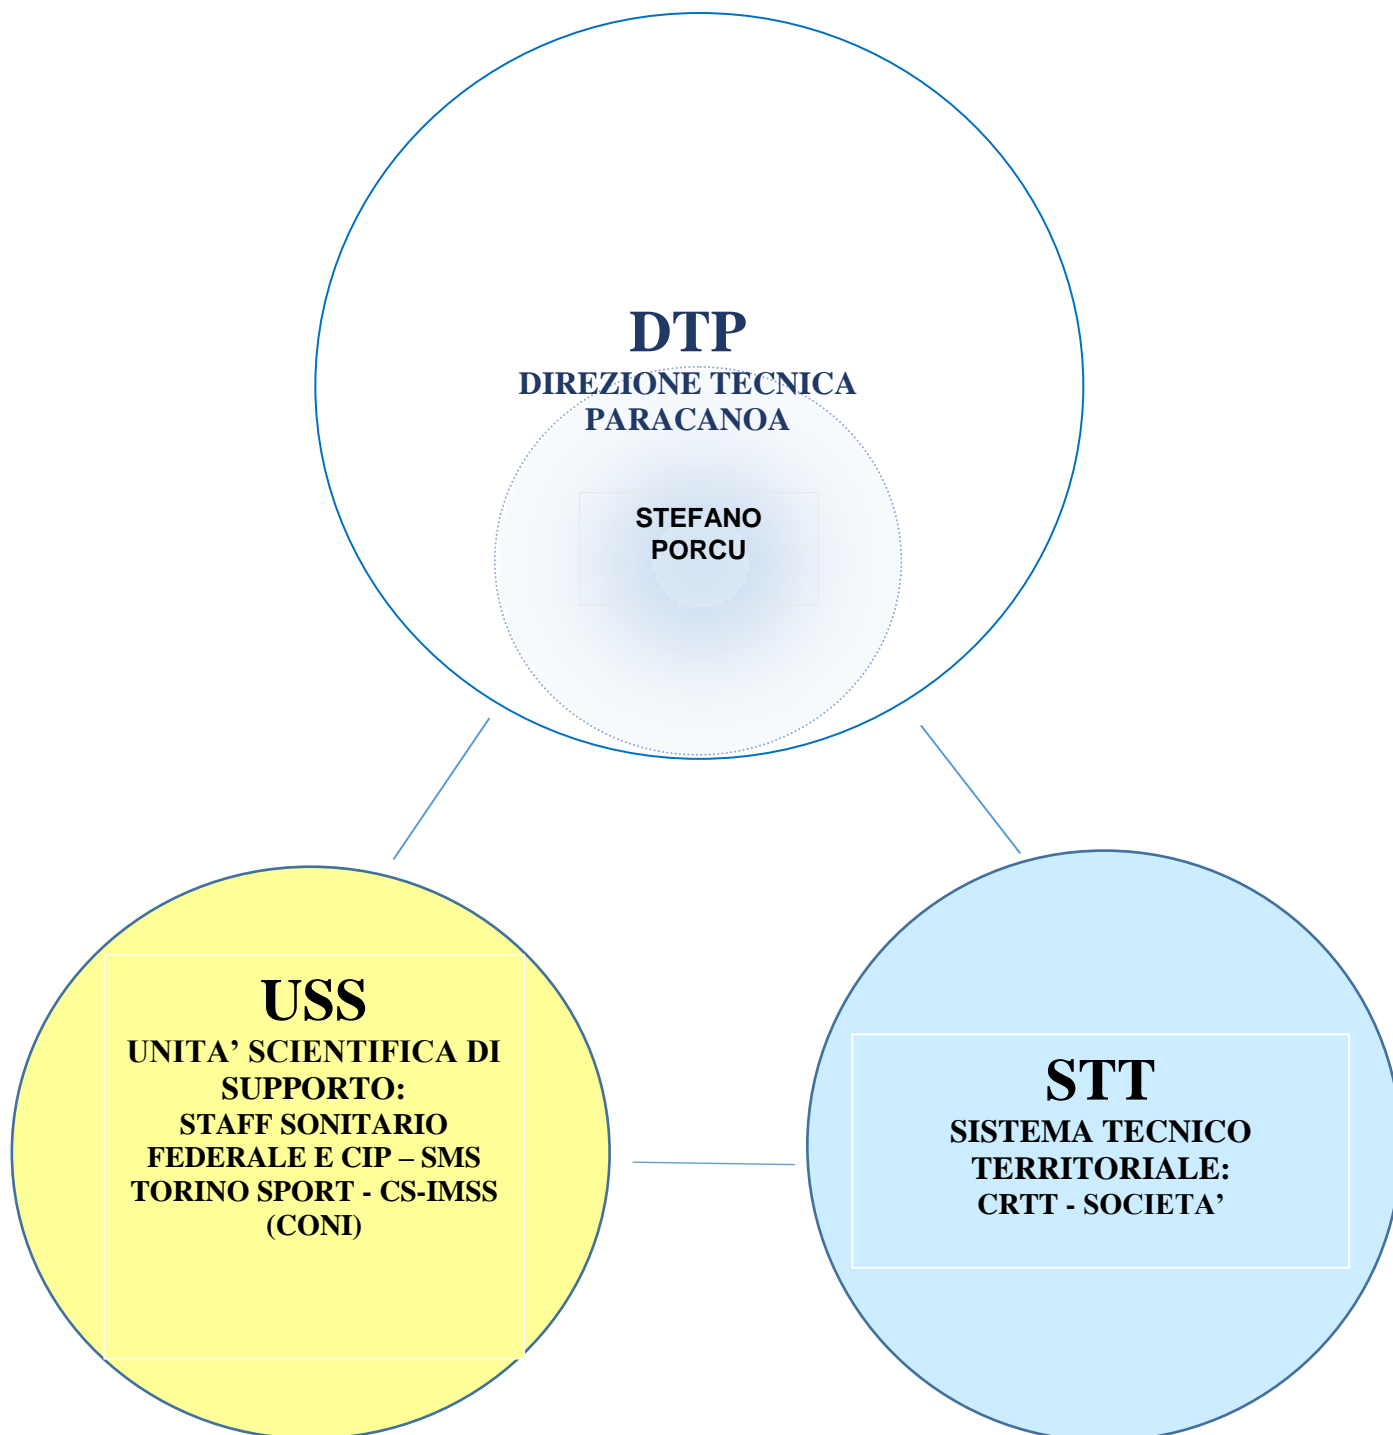 DTP
DIREZIONE TECNICA
PARACANOA
STEFANO
PORCU
USS
UNITA’ SCIENTIFICA DI
SUPPORTO:
STAFF SONITARIO
FEDERALE E CIP – SMS
TORINO SPORT - CS-IMSS
(CONI)
STT
SISTEMA TECNICO
TERRITORIALE:
CRTT - SOCIETA’